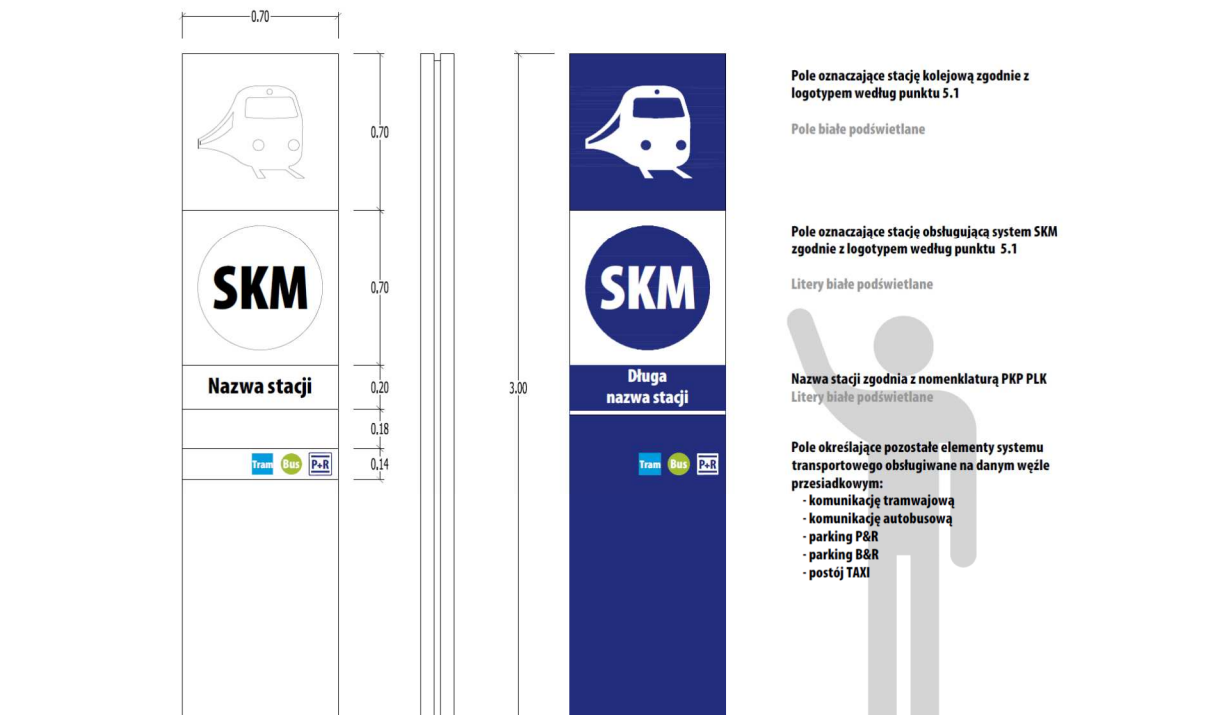 0.70
0.70
SKM
0.70
Nazwa stacji
0.20
0.18
Tram Bus P+R
0.14
3.00
SKM
Długa
nazwa stacji
Tram Bus P+R
Pole oznaczające stację kolejową zgodnie z
logotypem według punktu 5.1
Pole białe podświetlane
Pole oznaczające stację obsługującą system SKM
zgodnie z logotypem według punktu 5.1
Litery białe podświetlane
Nazwa stacji zgodnia z nomenklaturą PKP PLK
Litery białe podświetlane
Pole określające pozostałe elementy systemu
transportowego obsługiwane na danym węźle
przesiadkowym:
- komunikację tramwajową
- komunikację autobusową
- parking P&R
- parking B&R
- postój TAXI